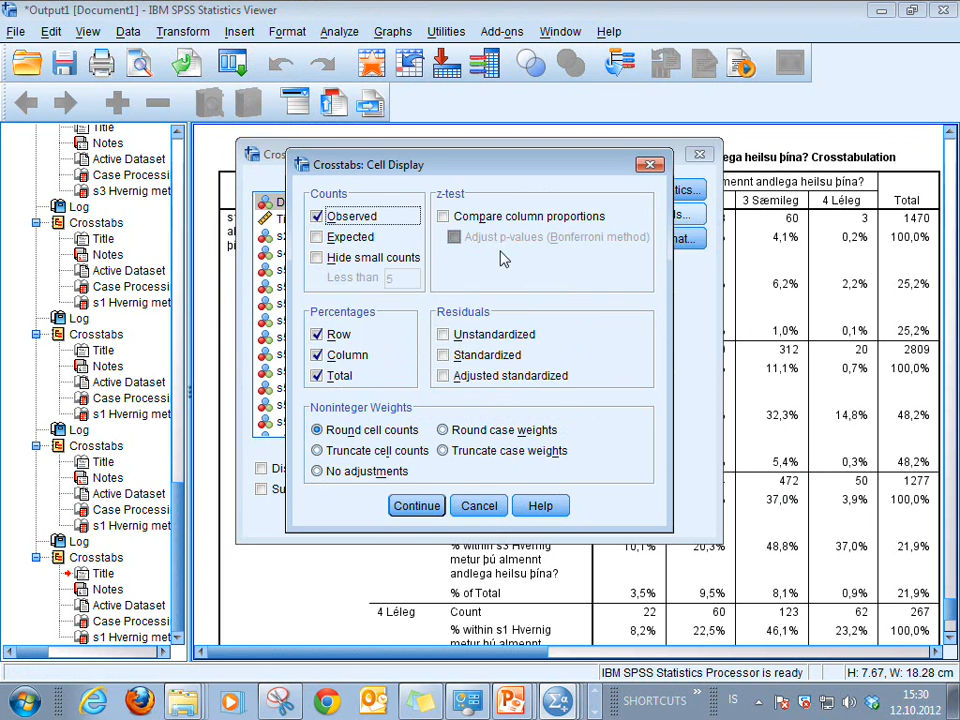 *Output1 [Document1] - IBM SPSS Statistics Viewer
File Edit View Data Transform Insert Format Analyze Graphs Utilities Add-ons Window Help
Title
Notes
Active Dataset
Case Processi
s3 Hvernig met
Log
Crosstabs
Title
Notes
Active Dataset
Case Processi
s1 Hvernig met
Log
Crosstabs
Title
Notes
Active Dataset
Case Processi
s1 Hvernig met
Log
Crosstabs
Title
Notes
Active Dataset
Case Processi
s1 Hvernig met
Log
Crosstabs
Title
Notes
Active Dataset
Case Processi
s1 Hvernig met
Crosstabs: Cell Display
Counts
Observed
Expected
Hide small counts
Less than 5
z-test
Compare column proportions
Adjust p-values (Bonferroni method)
Percentages
Row
Column
Total
Residuals
Unstandardized
Standardized
Adjusted standardized
Noninteger Weights
Round cell counts Round case weights
Truncate cell counts Truncate case weights
No adjustments
Continue Cancel Help
heilsu þína? Crosstabulation
almennt andlega heilsu þína?
3 Sæmileg 4 Léleg Total
60 3 1470
4,1% 0,2% 100,0%
6,2% 2,2% 25,2%
1,0% 0,1% 25,2%
312 20 2809
11,1% 0,7% 100,0%
32,3% 14,8% 48,2%
5,4% 0,3% 48,2%
472 50 1277
37,0% 3,9% 100,0%
% within s3 Hvernig 10,1% 20,3% 48,8% 37,0% 21,9%
metur þú almennt
andlega heilsu þína?
% of Total 3,5% 9,5% 8,1% 0,9% 21,9%
4 Léleg Count 22 60 123 62 267
% within s1 Hvernig 8,2% 22,5% 46,1% 23,2% 100,0%
metur þú almennt
IBM SPSS Statistics Processor is ready H: 7.67, W: 18.28 cm
SHORTCUTS IS 15:30
12.10.2012